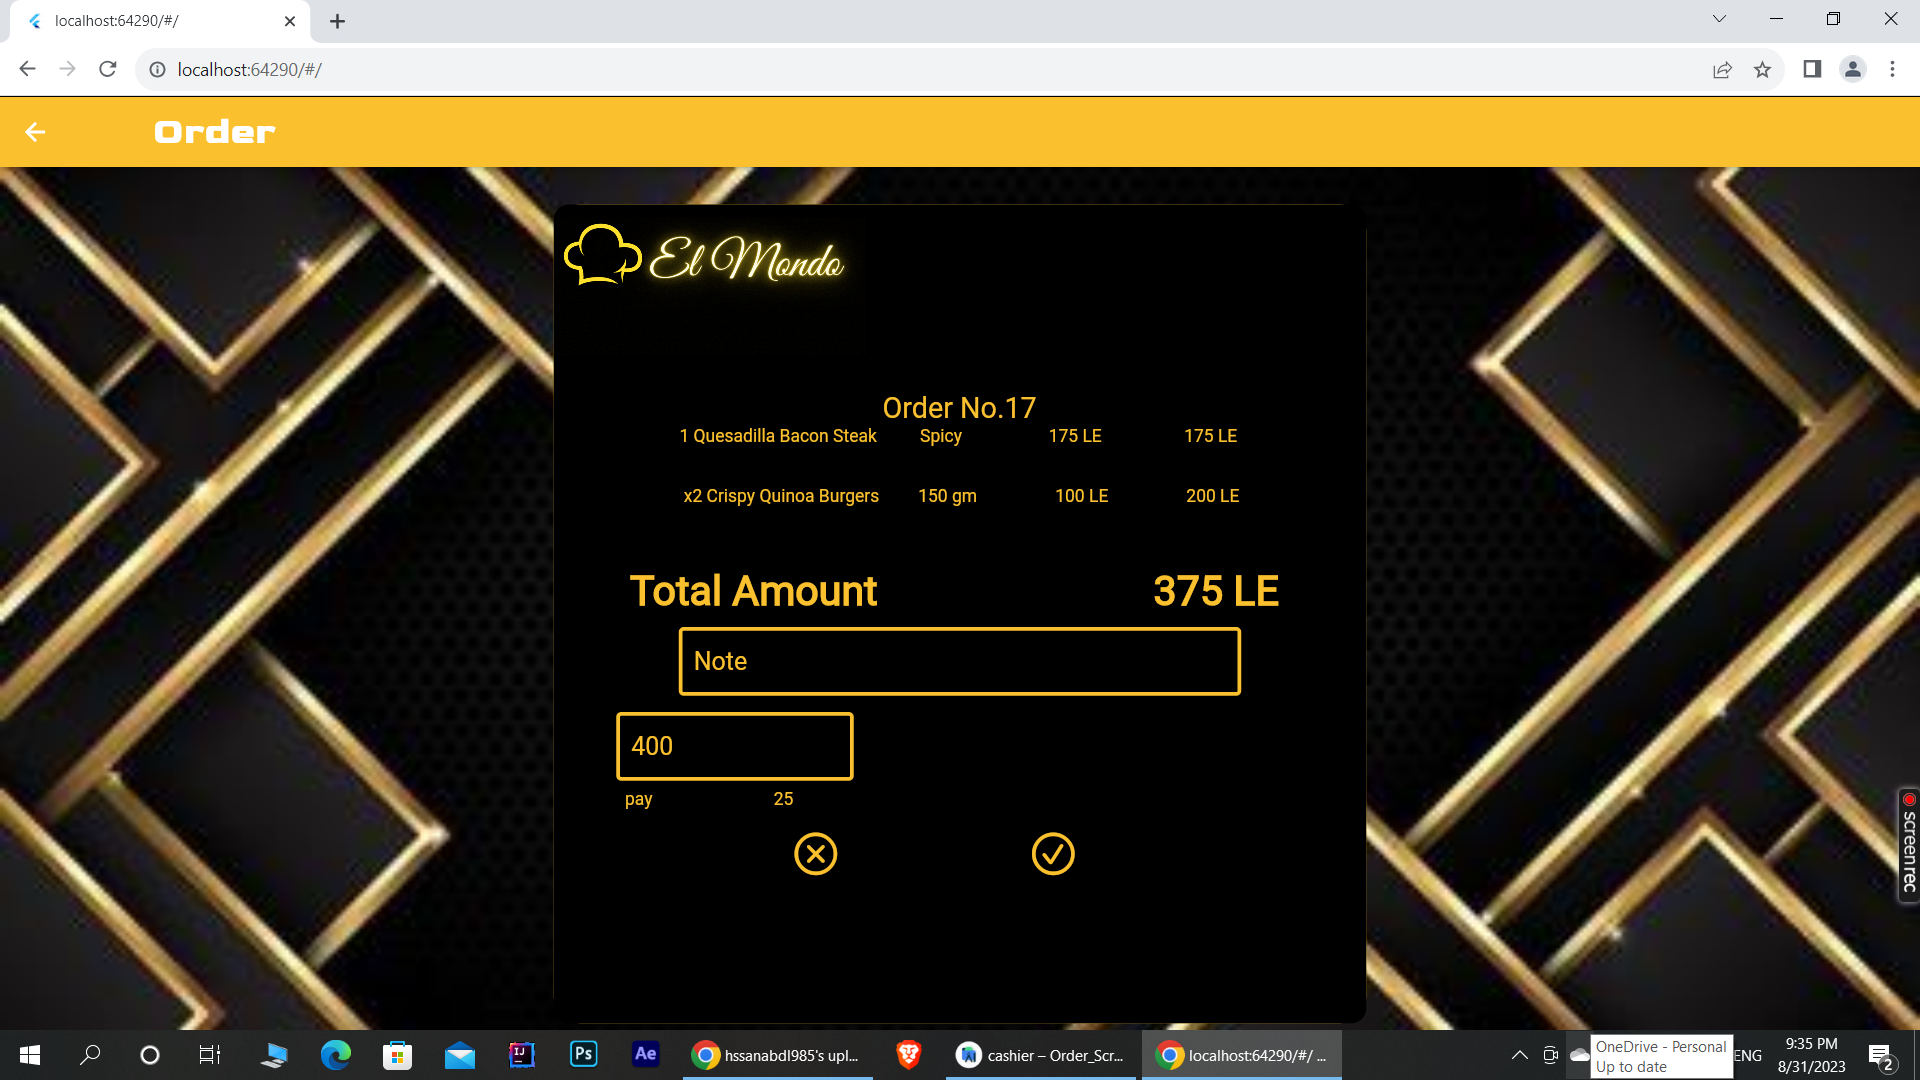 localhost:64290/#/
localhost:64290/#/
Order
El Mondo
Order No.17
1 Quesadilla Bacon Steak Spicy 175 LE 175 LE
x2 Crispy Quinoa Burgers 150 gm 100 LE 200 LE
Total Amount 375 LE
Note
400
pay 25
screenrec
IJ
Ps
Ae
hssanabdl985's upl...
cashier – Order_Scr...
localhost:64290/#/ ...
OneDrive - Personal
Up to date
ENG
9:35 PM
8/31/2023
2